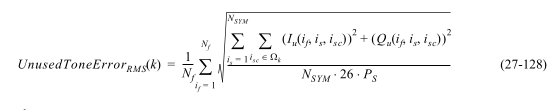 UnusedToneError_{RMS}(k) = \frac{1}{N_f} \sum_{i_f = 1}^{N_f} \sqrt{\frac{\sum_{i_s = 1}^{N_{SYM}} \sum_{i_{sc} \in \Omega_k} (I_u(i_f, i_s, i_{sc}))^2 + (Q_u(i_f, i_s, i_{sc}))^2}{N_{SYM} \cdot 26 \cdot P_S}} (27-128)